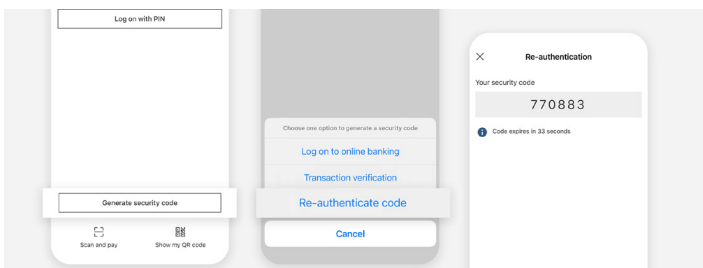 Log on with PIN
Generate security code
Scan and pay
Show my QR code
Choose one option to generate a security code
Log on to online banking
Transaction verification
Re-authenticate code
Cancel
Re-authentication
Your security code
770883
Code expires in 33 seconds